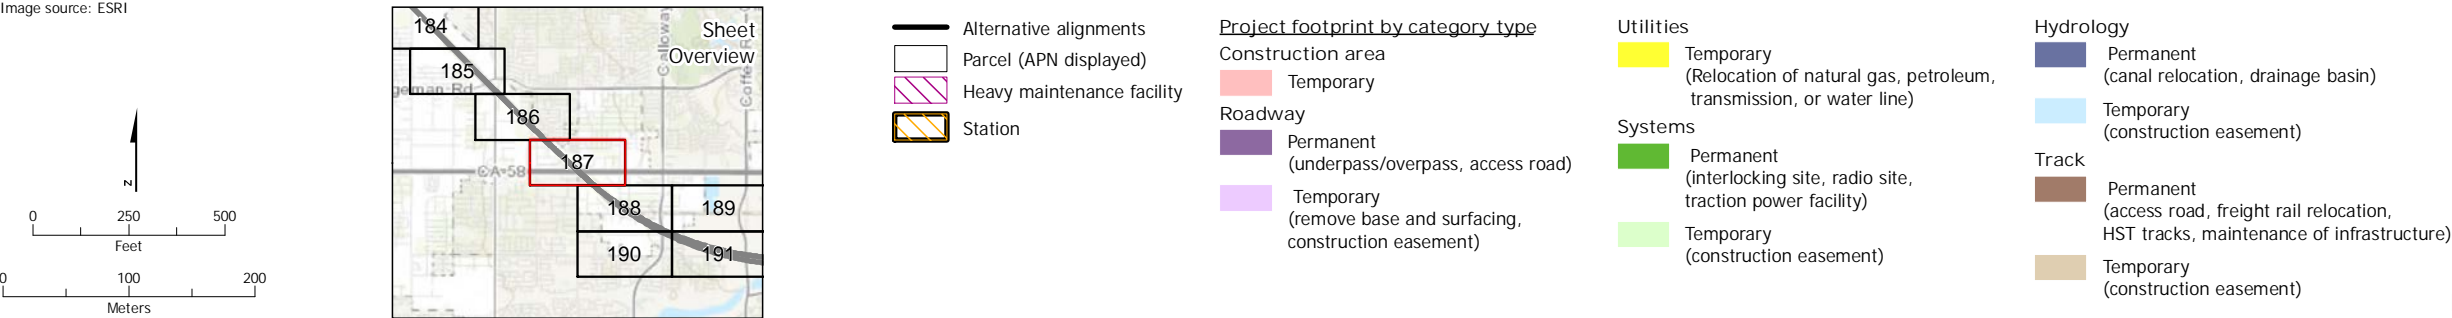 Image source: ESRI
N
0 250 500
Feet
0 100 200
Meters
Sheet
Overview
184
185
186
187
188
189
190
191
Calloway
geman Rd
CA-58
Coffe
Alternative alignments
Parcel (APN displayed)
Heavy maintenance facility
Station
Project footprint by category type
Construction area
Temporary
Roadway
Permanent
(underpass/overpass, access road)
Temporary
(remove base and surfacing,
construction easement)
Utilities
Temporary
(Relocation of natural gas, petroleum,
transmission, or water line)
Systems
Permanent
(interlocking site, radio site,
traction power facility)
Temporary
(construction easement)
Hydrology
Permanent
(canal relocation, drainage basin)
Temporary
(construction easement)
Track
Permanent
(access road, freight rail relocation,
HST tracks, maintenance of infrastructure)
Temporary
(construction easement)